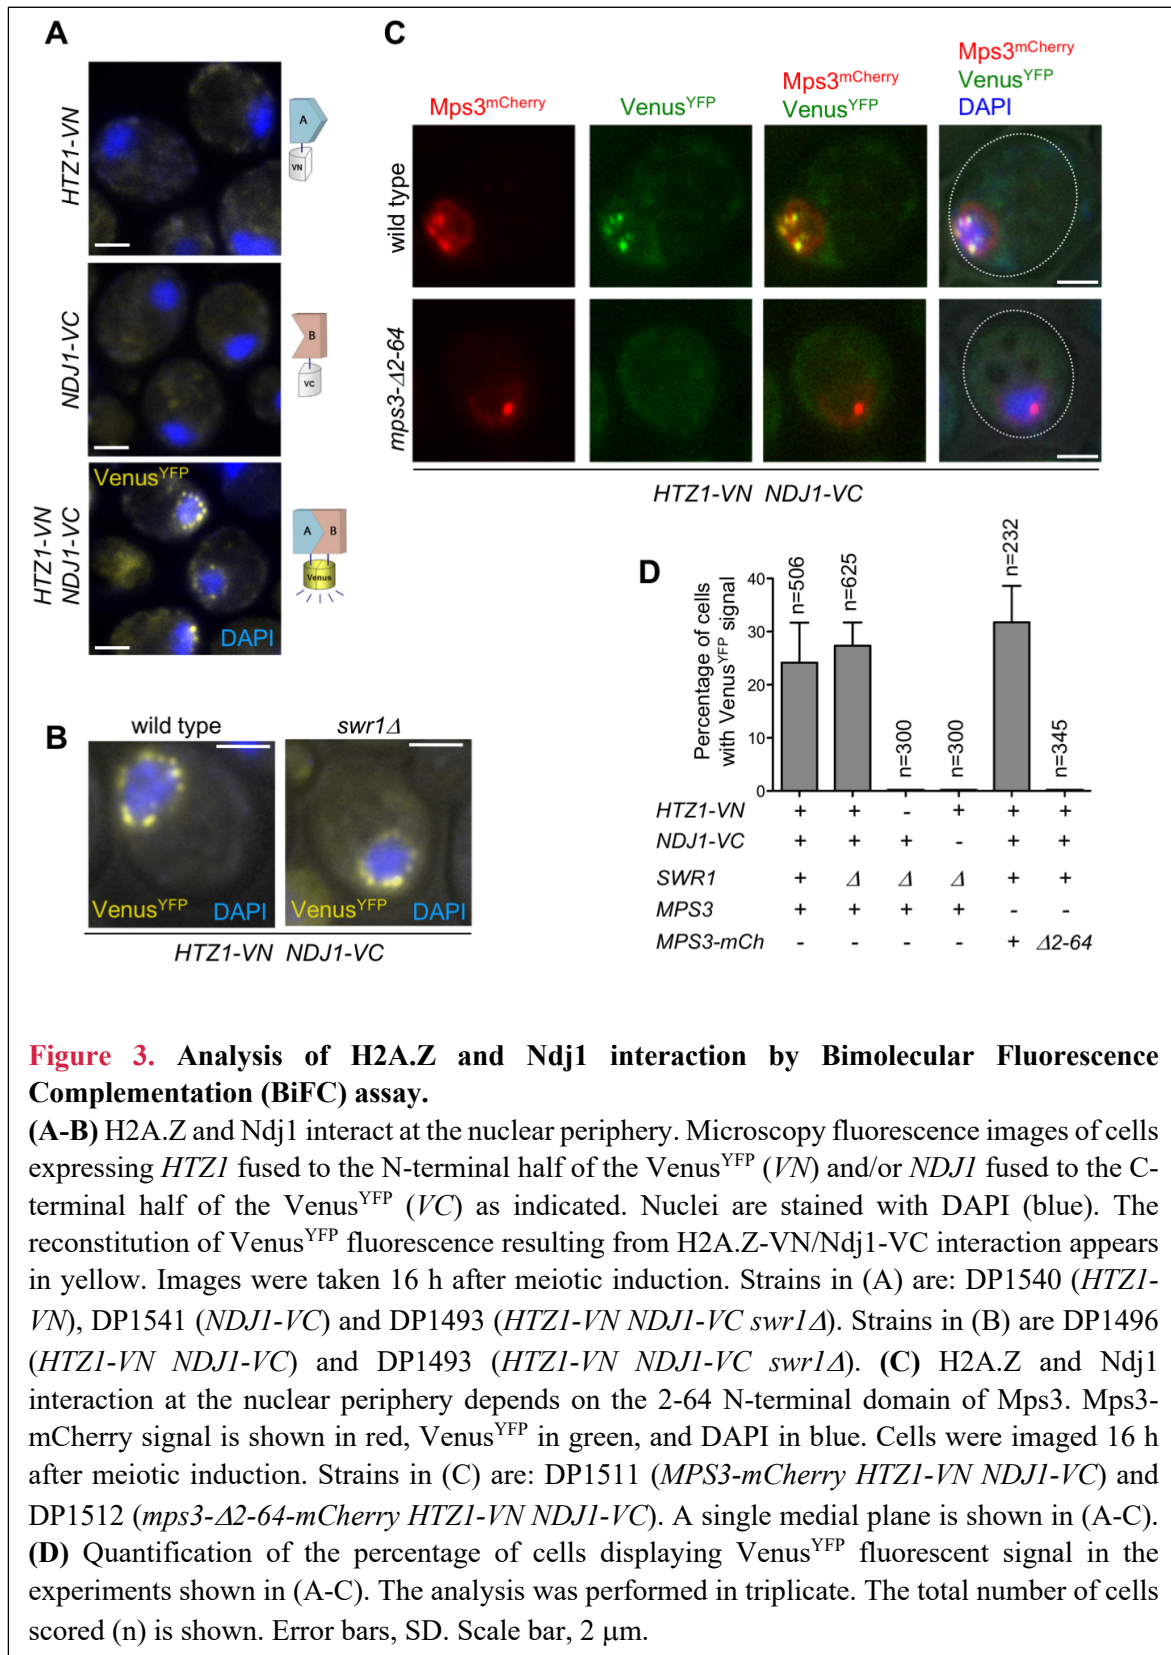 A
HTZ1-VN
A
VN
NDJ1-VC
B
VC
HTZ1-VN
NDJ1-VC
VenusYFP
DAPI
A B
Venus
B
wild type
swr1Δ
VenusYFP DAPI
VenusYFP DAPI
HTZ1-VN NDJ1-VC
C
Mps3mCherry
VenusYFP
Mps3mCherry
VenusYFP
Mps3mCherry
VenusYFP
DAPI
wild type
mps3-Δ2-64
HTZ1-VN NDJ1-VC
D
Percentage of cells
with VenusYFP signal
40
30
20
10
0
n=506
n=625
n=300
n=300
n=232
n=345
HTZ1-VN + + - + + +
NDJ1-VC + + + - + +
SWR1 + Δ Δ Δ + +
MPS3 + + + + - -
MPS3-mCh - - - - + Δ2-64
Figure 3. Analysis of H2A.Z and Ndj1 interaction by Bimolecular Fluorescence
Complementation (BiFC) assay.
(A-B) H2A.Z and Ndj1 interact at the nuclear periphery. Microscopy fluorescence images of cells
expressing HTZ1 fused to the N-terminal half of the VenusYFP (VN) and/or NDJ1 fused to the C-
terminal half of the VenusYFP (VC) as indicated. Nuclei are stained with DAPI (blue). The
reconstitution of VenusYFP fluorescence resulting from H2A.Z-VN/Ndj1-VC interaction appears
in yellow. Images were taken 16 h after meiotic induction. Strains in (A) are: DP1540 (HTZ1-
VN), DP1541 (NDJ1-VC) and DP1493 (HTZ1-VN NDJ1-VC swr1Δ). Strains in (B) are DP1496
(HTZ1-VN NDJ1-VC) and DP1493 (HTZ1-VN NDJ1-VC swr1Δ). (C) H2A.Z and Ndj1
interaction at the nuclear periphery depends on the 2-64 N-terminal domain of Mps3. Mps3-
mCherry signal is shown in red, VenusYFP in green, and DAPI in blue. Cells were imaged 16 h
after meiotic induction. Strains in (C) are: DP1511 (MPS3-mCherry HTZ1-VN NDJ1-VC) and
DP1512 (mps3-Δ2-64-mCherry HTZ1-VN NDJ1-VC). A single medial plane is shown in (A-C).
(D) Quantification of the percentage of cells displaying VenusYFP fluorescent signal in the
experiments shown in (A-C). The analysis was performed in triplicate. The total number of cells
scored (n) is shown. Error bars, SD. Scale bar, 2 μm.